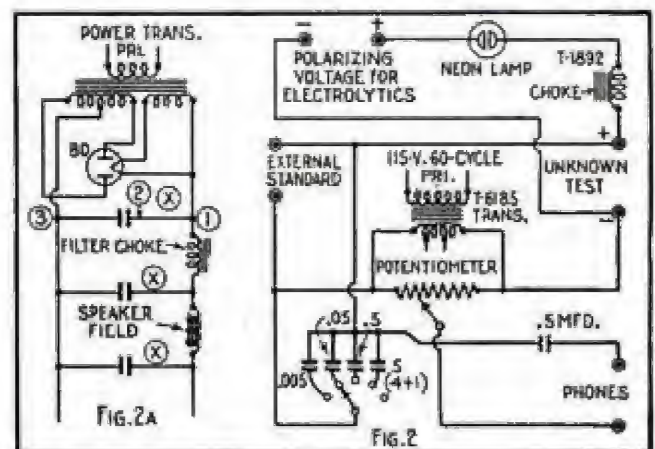 POWER TRANS.
PRI.
80
③
②
Ⓧ
①
FILTER CHOKE
Ⓧ
SPEAKER
FIELD
Ⓧ
FIG. 2A
−
+
POLARIZING
VOLTAGE FOR
ELECTROLYTICS
NEON LAMP
T-1892
CHOKE
+
EXTERNAL
STANDARD
115-V. 60-CYCLE
PRI.
T-6185
TRANS.
UNKNOWN
TEST
−
POTENTIOMETER
.05
.5
.005
.5
(4+1)
.5 MFD.
PHONES
FIG. 2